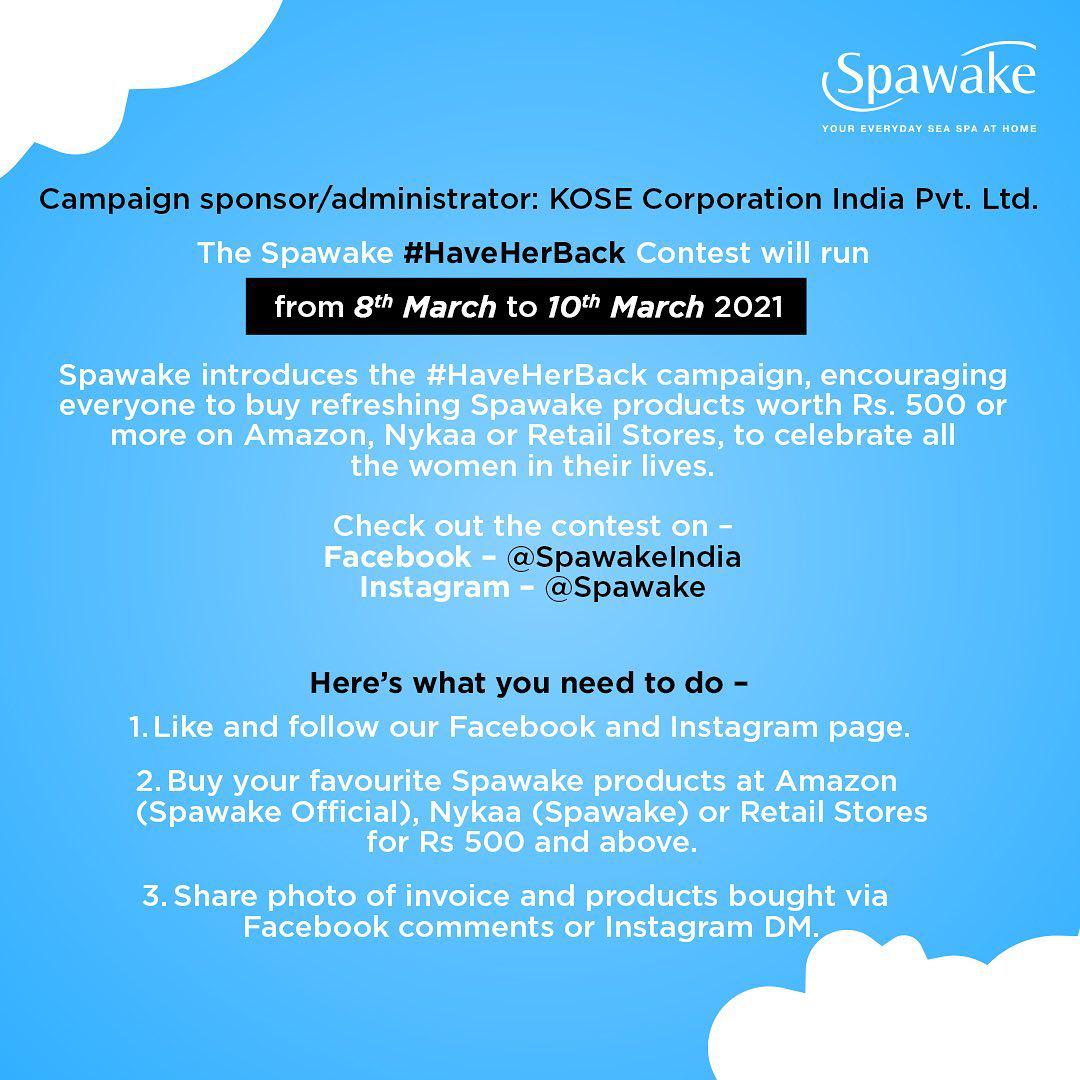 Spawake
YOUR EVERYDAY SEA SPA AT HOME
Campaign sponsor/administrator: KOSE Corporation India Pvt. Ltd.
The Spawake #HaveHerBack Contest will run
from 8th March to 10th March 2021
Spawake introduces the #HaveHerBack campaign, encouraging
everyone to buy refreshing Spawake products worth Rs. 500 or
more on Amazon, Nykaa or Retail Stores, to celebrate all
the women in their lives.
Check out the contest on –
Facebook – @SpawakeIndia
Instagram – @Spawake
Here's what you need to do –
1. Like and follow our Facebook and Instagram page.
2. Buy your favourite Spawake products at Amazon
(Spawake Official), Nykaa (Spawake) or Retail Stores
for Rs 500 and above.
3. Share photo of invoice and products bought via
Facebook comments or Instagram DM.